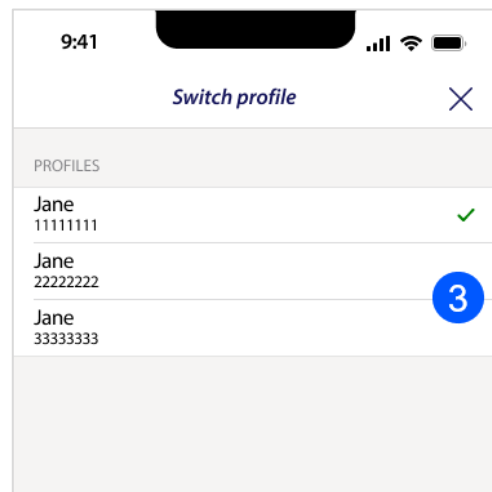 9:41
Switch profile
PROFILES
Jane
11111111
Jane
22222222
3
Jane
33333333